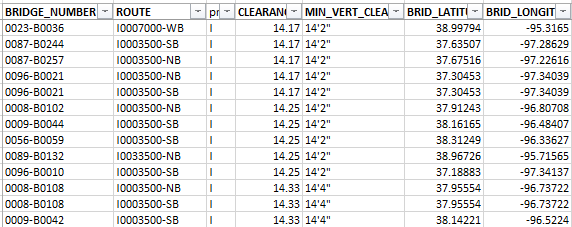 BRIDGE_NUMBER ROUTE pr CLEARANC MIN_VERT_CLEA BRID_LATIT BRID_LONGIT
0023-B0036 I0007000-WB I 14.17 14'2" 38.99794 -95.3165
0087-B0244 I0003500-SB I 14.17 14'2" 37.63507 -97.28629
0087-B0257 I0003500-NB I 14.17 14'2" 37.67516 -97.22616
0096-B0021 I0003500-NB I 14.17 14'2" 37.30453 -97.34039
0096-B0021 I0003500-SB I 14.17 14'2" 37.30453 -97.34039
0008-B0102 I0003500-NB I 14.25 14'2" 37.91243 -96.80708
0009-B0044 I0003500-SB I 14.25 14'2" 38.16165 -96.48407
0056-B0059 I0003500-SB I 14.25 14'2" 38.31249 -96.33627
0089-B0132 I0033500-NB I 14.25 14'2" 38.96726 -95.71565
0096-B0010 I0003500-SB I 14.25 14'2" 37.18883 -97.34137
0008-B0108 I0003500-NB I 14.33 14'4" 37.95554 -96.73722
0008-B0108 I0003500-SB I 14.33 14'4" 37.95554 -96.73722
0009-B0042 I0003500-SB I 14.33 14'4" 38.14221 -96.5224